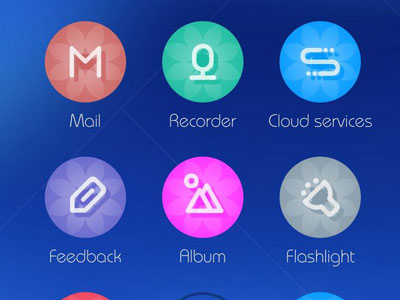 M
S
Mail
Recorder
Cloud services
Feedback
Album
Flashlight